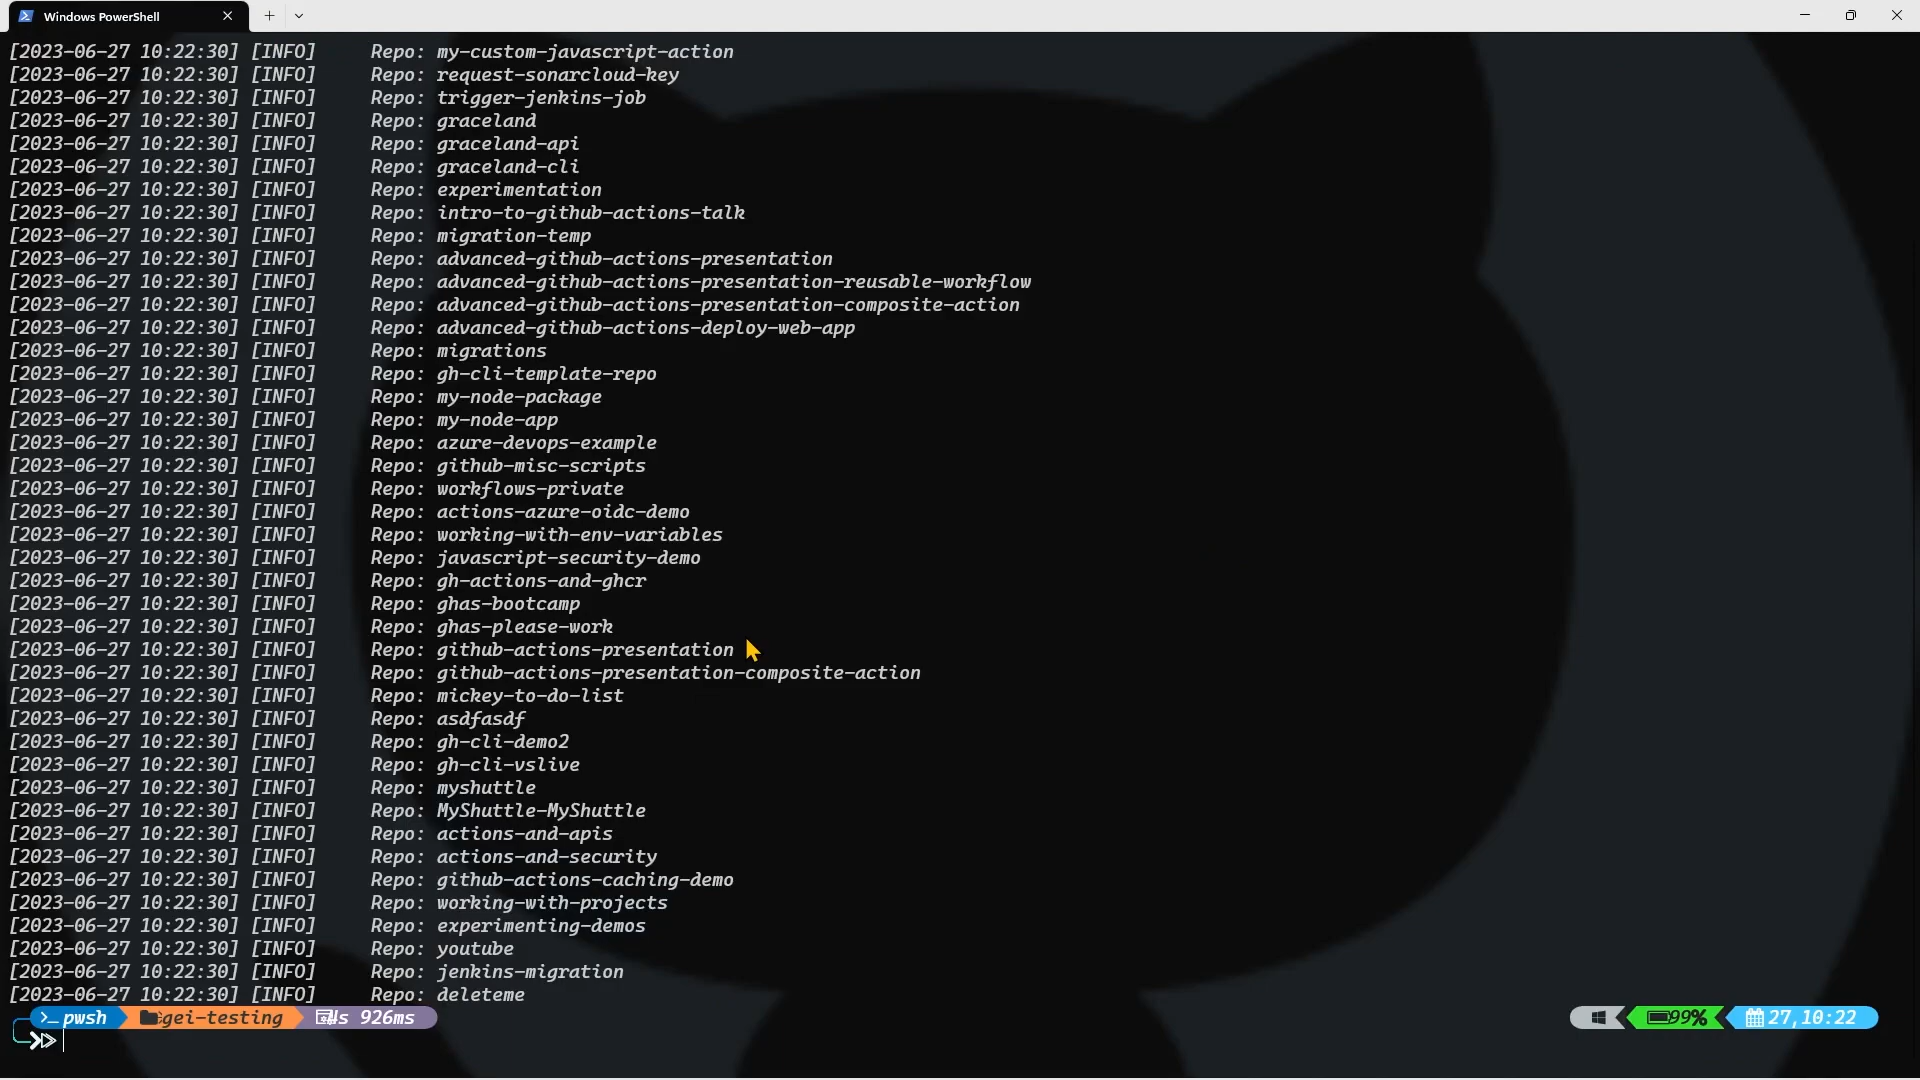 Windows PowerShell
[2023-06-27 10:22:30] [INFO] Repo: my-custom-javascript-action
[2023-06-27 10:22:30] [INFO] Repo: request-sonarcloud-key
[2023-06-27 10:22:30] [INFO] Repo: trigger-jenkins-job
[2023-06-27 10:22:30] [INFO] Repo: graceland
[2023-06-27 10:22:30] [INFO] Repo: graceland-api
[2023-06-27 10:22:30] [INFO] Repo: graceland-cli
[2023-06-27 10:22:30] [INFO] Repo: experimentation
[2023-06-27 10:22:30] [INFO] Repo: intro-to-github-actions-talk
[2023-06-27 10:22:30] [INFO] Repo: migration-temp
[2023-06-27 10:22:30] [INFO] Repo: advanced-github-actions-presentation
[2023-06-27 10:22:30] [INFO] Repo: advanced-github-actions-presentation-reusable-workflow
[2023-06-27 10:22:30] [INFO] Repo: advanced-github-actions-presentation-composite-action
[2023-06-27 10:22:30] [INFO] Repo: advanced-github-actions-deploy-web-app
[2023-06-27 10:22:30] [INFO] Repo: migrations
[2023-06-27 10:22:30] [INFO] Repo: gh-cli-template-repo
[2023-06-27 10:22:30] [INFO] Repo: my-node-package
[2023-06-27 10:22:30] [INFO] Repo: my-node-app
[2023-06-27 10:22:30] [INFO] Repo: azure-devops-example
[2023-06-27 10:22:30] [INFO] Repo: github-misc-scripts
[2023-06-27 10:22:30] [INFO] Repo: workflows-private
[2023-06-27 10:22:30] [INFO] Repo: actions-azure-oidc-demo
[2023-06-27 10:22:30] [INFO] Repo: working-with-env-variables
[2023-06-27 10:22:30] [INFO] Repo: javascript-security-demo
[2023-06-27 10:22:30] [INFO] Repo: gh-actions-and-ghcr
[2023-06-27 10:22:30] [INFO] Repo: ghas-bootcamp
[2023-06-27 10:22:30] [INFO] Repo: ghas-please-work
[2023-06-27 10:22:30] [INFO] Repo: github-actions-presentation
[2023-06-27 10:22:30] [INFO] Repo: github-actions-presentation-composite-action
[2023-06-27 10:22:30] [INFO] Repo: mickey-to-do-list
[2023-06-27 10:22:30] [INFO] Repo: asdfasdf
[2023-06-27 10:22:30] [INFO] Repo: gh-cli-demo2
[2023-06-27 10:22:30] [INFO] Repo: gh-cli-vslive
[2023-06-27 10:22:30] [INFO] Repo: myshuttle
[2023-06-27 10:22:30] [INFO] Repo: MyShuttle-MyShuttle
[2023-06-27 10:22:30] [INFO] Repo: actions-and-apis
[2023-06-27 10:22:30] [INFO] Repo: actions-and-security
[2023-06-27 10:22:30] [INFO] Repo: github-actions-caching-demo
[2023-06-27 10:22:30] [INFO] Repo: working-with-projects
[2023-06-27 10:22:30] [INFO] Repo: experimenting-demos
[2023-06-27 10:22:30] [INFO] Repo: youtube
[2023-06-27 10:22:30] [INFO] Repo: jenkins-migration
[2023-06-27 10:22:30] [INFO] Repo: deleteme
pwsh gei-testing 926ms 99% 27,10:22